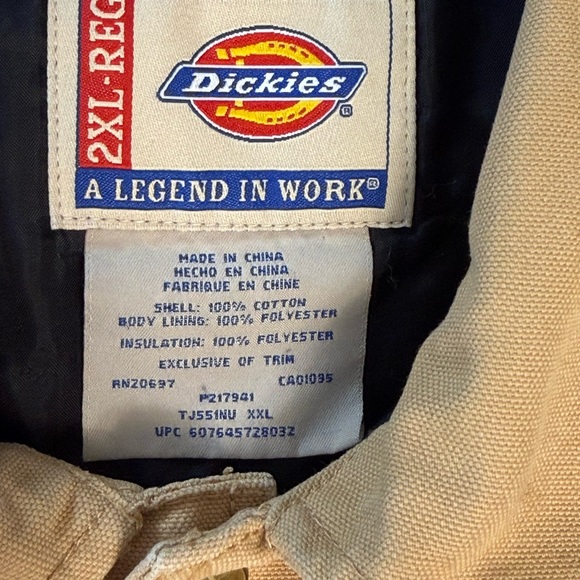 2XL-REG
Dickies®
A LEGEND IN WORK®
MADE IN CHINA
HECHO EN CHINA
FABRIQUE EN CHINE
SHELL: 100% COTTON
BODY LINING: 100% POLYESTER
INSULATION: 100% POLYESTER
EXCLUSIVE OF TRIM
RN20697 CA01095
P217941
TJ551NU XXL
UPC 607645728032